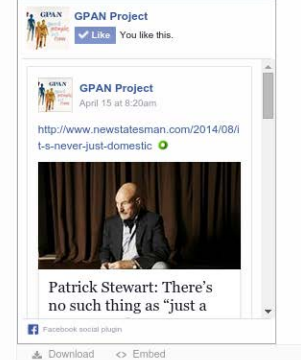 GPAN Project
Like You like this.
GPAN
GPAN Project
April 15 at 8:20am
http://www.newstatesman.com/2014/08/i
t-s-never-just-domestic
Patrick Stewart: There's
no such thing as "just a
Facebook social plugin
Download Embed